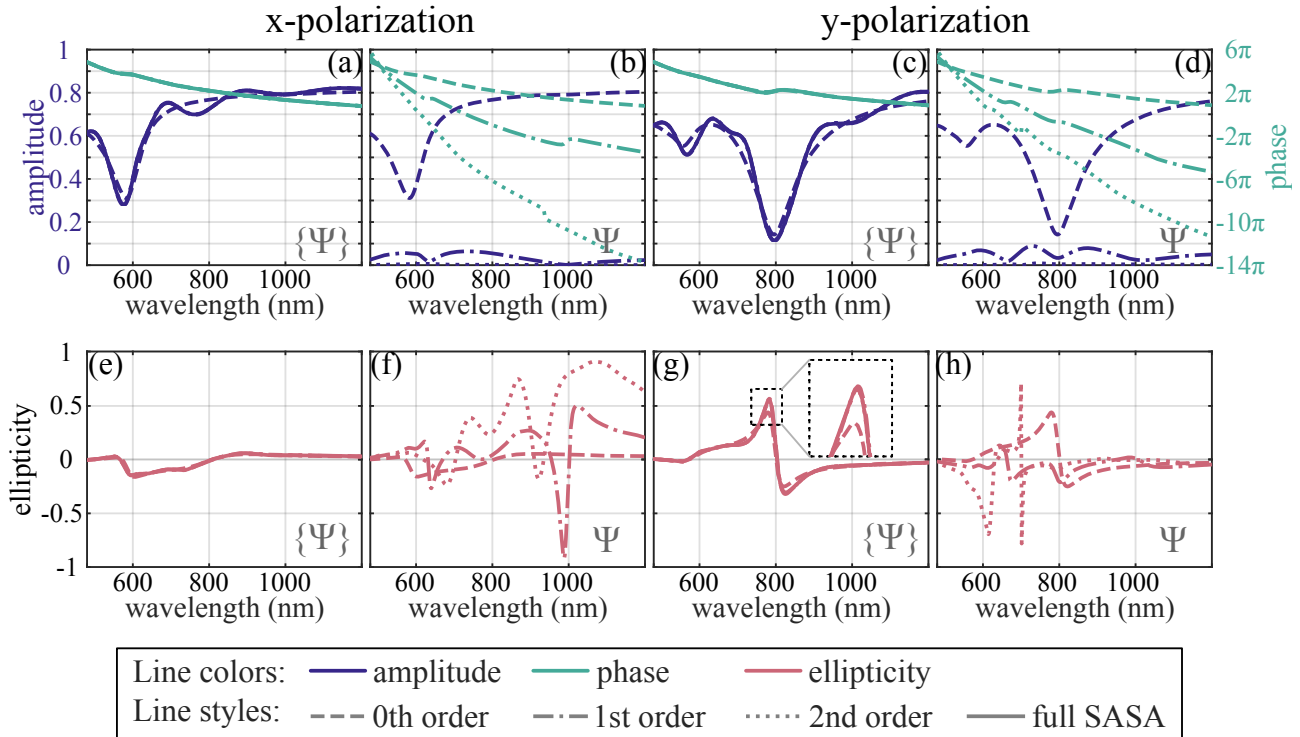 x-polarization y-polarization
(a) (b) (c) (d)
amplitude
1
0.8
0.6
0.4
0.2
0
6π
2π
-2π
-6π
-10π
-14π
phase
{Ψ} Ψ {Ψ} Ψ
600 800 1000 600 800 1000 600 800 1000 600 800 1000
wavelength (nm) wavelength (nm) wavelength (nm) wavelength (nm)
(e) (f) (g) (h)
ellipticity
1
0.5
0
-0.5
-1
{Ψ} Ψ {Ψ} Ψ
600 800 1000 600 800 1000 600 800 1000 600 800 1000
wavelength (nm) wavelength (nm) wavelength (nm) wavelength (nm)
Line colors: amplitude phase ellipticity
Line styles: 0th order 1st order 2nd order full SASA